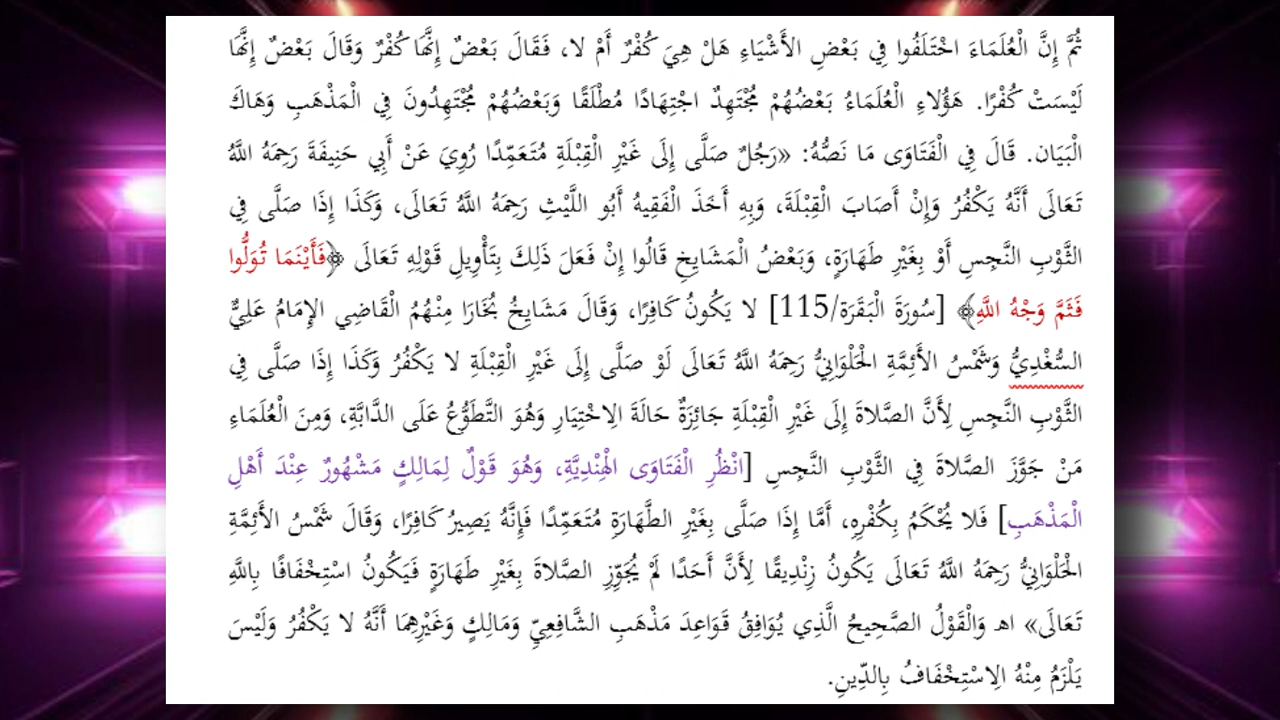 ثُمَّ إِنَّ الْعُلَمَاءَ اخْتَلَفُوا فِي بَعْضِ الأَشْيَاءِ هَلْ هِيَ كُفْرٌ أَمْ لا، فَقَالَ بَعْضٌ إِنَّهَا كُفْرٌ وَقَالَ بَعْضٌ إِنَّهَا
لَيْسَتْ كُفْرًا. هَؤُلاءِ الْعُلَمَاءُ بَعْضُهُمْ مُجْتَهِدٌ اجْتِهَادًا مُطْلَقًا وَبَعْضُهُمْ مُجْتَهِدُونَ فِي الْمَذْهَبِ وَهَاكَ
الْبَيَان. قَالَ فِي الْفَتَاوَى مَا نَصُّهُ: «رَجُلٌ صَلَّى إِلَى غَيْرِ الْقِبْلَةِ مُتَعَمِّدًا رُوِيَ عَنْ أَبِي حَنِيفَةَ رَحِمَهُ اللَّهُ
تَعَالَى أَنَّهُ يَكْفُرُ وَإِنْ أَصَابَ الْقِبْلَةَ، وَبِهِ أَخَذَ الْفَقِيهُ أَبُو اللَّيْثِ رَحِمَهُ اللَّهُ تَعَالَى، وَكَذَا إِذَا صَلَّى فِي
الثَّوْبِ النَّجِسِ أَوْ بِغَيْرِ طَهَارَةٍ، وَبَعْضُ الْمَشَايِخِ قَالُوا إِنْ فَعَلَ ذَلِكَ بِتَأْوِيلِ قَوْلِهِ تَعَالَى ﴿فَأَيْنَمَا تُوَلُّوا
فَثَمَّ وَجْهُ اللَّهِ﴾ [سُورَةَ الْبَقَرَة/115] لا يَكُونُ كَافِرًا، وَقَالَ مَشَايِخُ بُخَارَا مِنْهُمُ الْقَاضِي الإِمَامُ عَلِيٌّ
السُّغْدِيُّ وَشَمْسُ الأَئِمَّةِ الْحَلْوَانِيُّ رَحِمَهُ اللَّهُ تَعَالَى لَوْ صَلَّى إِلَى غَيْرِ الْقِبْلَةِ لا يَكْفُرُ وَكَذَا إِذَا صَلَّى فِي
الثَّوْبِ النَّجِسِ لِأَنَّ الصَّلاةَ إِلَى غَيْرِ الْقِبْلَةِ جَائِزَةٌ حَالَةَ الِاخْتِيَارِ وَهُوَ التَّطَوُّعُ عَلَى الدَّابَّةِ، وَمِنَ الْعُلَمَاءِ
مَنْ جَوَّزَ الصَّلاةَ فِي الثَّوْبِ النَّجِسِ [انْظُرِ الْفَتَاوَى الْهِنْدِيَّةِ، وَهُوَ قَوْلٌ لِمَالِكٍ مَشْهُورٌ عِنْدَ أَهْلِ
الْمَذْهَبِ] فَلا يُحْكَمُ بِكُفْرِهِ، أَمَّا إِذَا صَلَّى بِغَيْرِ الطَّهَارَةِ مُتَعَمِّدًا فَإِنَّهُ يَصِيرُ كَافِرًا، وَقَالَ شَمْسُ الأَئِمَّةِ
الْحَلْوَانِيُّ رَحِمَهُ اللَّهُ تَعَالَى يَكُونُ زِنْدِيقًا لِأَنَّ أَحَدًا لَمْ يُجَوِّزِ الصَّلاةَ بِغَيْرِ طَهَارَةٍ فَيَكُونُ اسْتِخْفَافًا بِاللَّهِ
تَعَالَى» اهـ وَالْقَوْلُ الصَّحِيحُ الَّذِي يُوَافِقُ قَوَاعِدَ مَذْهَبِ الشَّافِعِيِّ وَمَالِكٍ وَغَيْرِهِمَا أَنَّهُ لا يَكْفُرُ وَلَيْسَ
يَلْزَمُ مِنْهُ الِاسْتِخْفَافُ بِالدِّينِ.